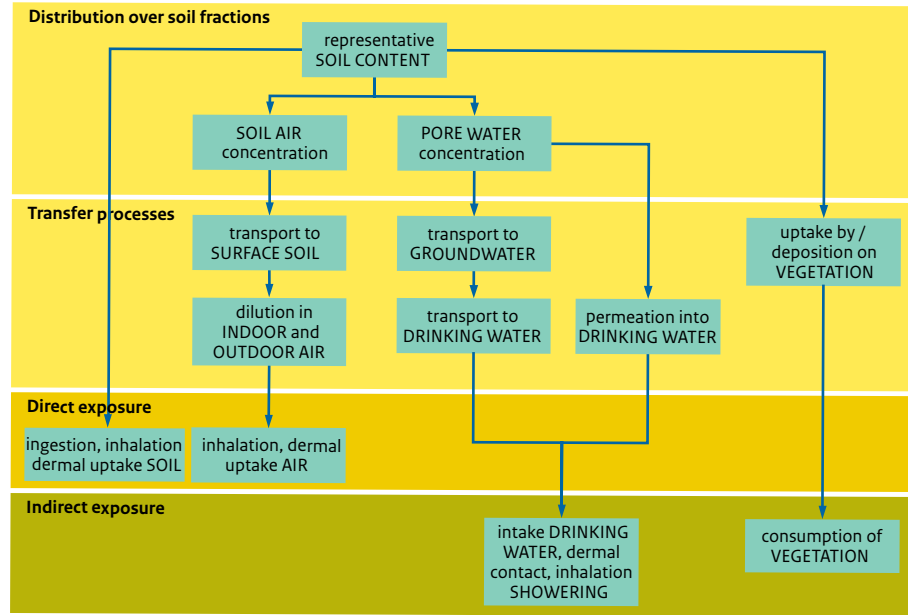 Distribution over soil fractions
representative
SOIL CONTENT
SOIL AIR
concentration
PORE WATER
concentration
Transfer processes
transport to
SURFACE SOIL
transport to
GROUNDWATER
uptake by /
deposition on
VEGETATION
dilution in
INDOOR and
OUTDOOR AIR
transport to
DRINKING WATER
permeation into
DRINKING WATER
Direct exposure
ingestion, inhalation
dermal uptake SOIL
inhalation, dermal
uptake AIR
Indirect exposure
intake DRINKING
WATER, dermal
contact, inhalation
SHOWERING
consumption of
VEGETATION